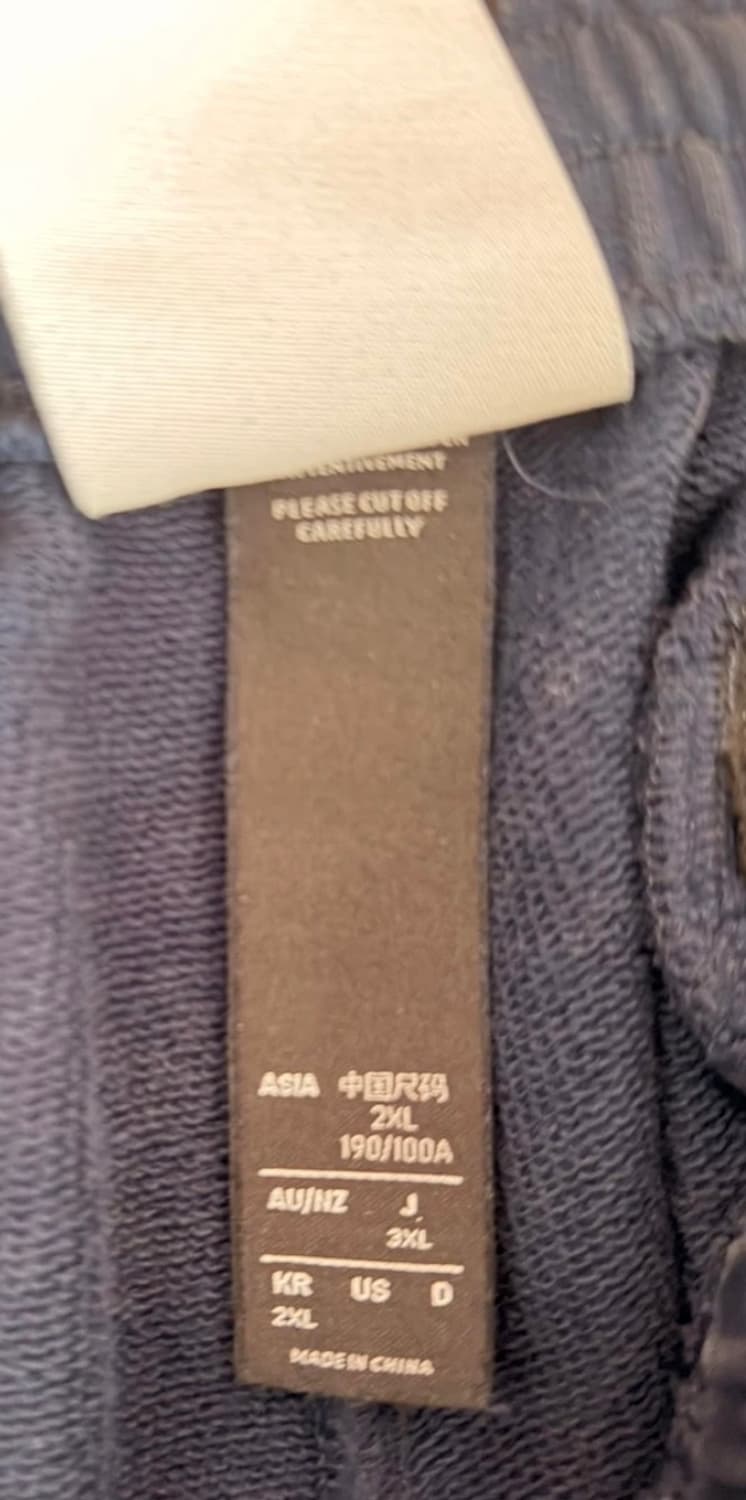 PLEASE CUT OFF
CAREFULLY
ASIA 中国尺码
2XL
190/100A
AU/NZ J
3XL
KR US D
2XL
MADE IN CHINA